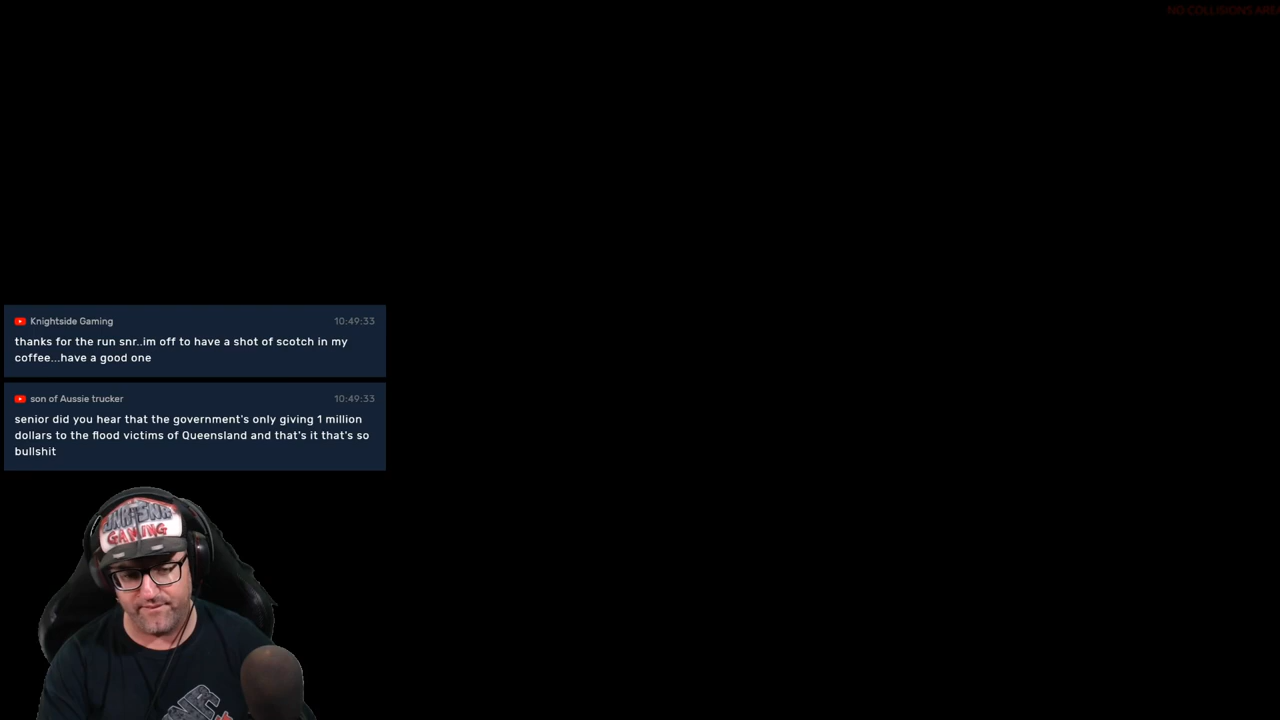 NO COLLISIONS ARE
Knightside Gaming 10:49:33
thanks for the run snr..im off to have a shot of scotch in my
coffee...have a good one
son of Aussie trucker 10:49:33
senior did you hear that the government's only giving 1 million
dollars to the flood victims of Queensland and that's it that's so
bullshit
JNR-SNR
GAMING